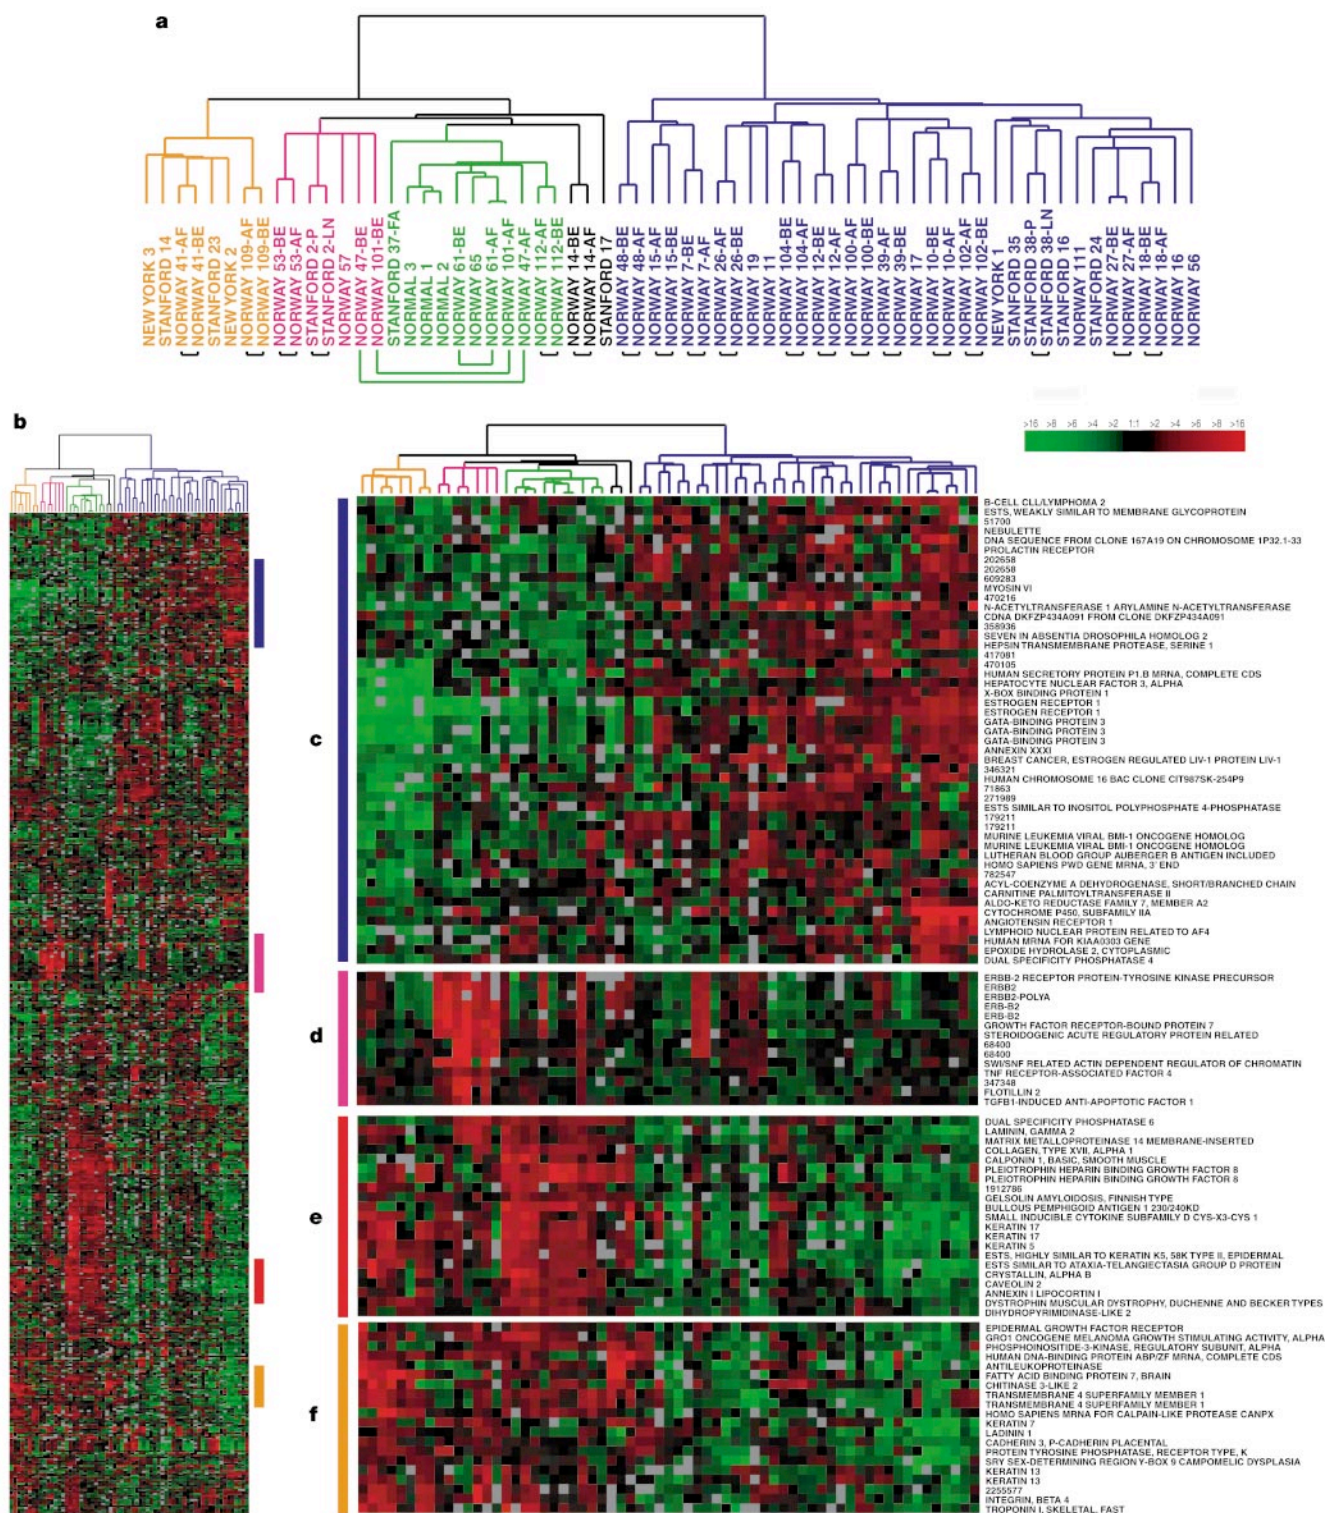 a
NEW YORK 3
STANFORD 14
NORWAY 41-AF
NORWAY 41-BE
STANFORD 23
NEW YORK 2
NORWAY 109-AF
NORWAY 109-BE
NORWAY 53-BE
NORWAY 53-AF
STANFORD 2-P
STANFORD 2-LN
NORWAY 57
NORWAY 47-BE
NORWAY 101-BE
STANFORD 37-FA
NORMAL 3
NORMAL 1
NORMAL 2
NORWAY 61-BE
NORWAY 65
NORWAY 61-AF
NORWAY 101-AF
NORWAY 47-AF
NORWAY 112-AF
NORWAY 112-BE
NORWAY 14-BE
NORWAY 14-AF
STANFORD 17
NORWAY 48-BE
NORWAY 48-AF
NORWAY 15-AF
NORWAY 15-BE
NORWAY 7-BE
NORWAY 7-AF
NORWAY 26-AF
NORWAY 26-BE
NORWAY 19
NORWAY 11
NORWAY 104-BE
NORWAY 104-AF
NORWAY 12-BE
NORWAY 12-AF
NORWAY 100-AF
NORWAY 100-BE
NORWAY 39-AF
NORWAY 39-BE
NORWAY 17
NORWAY 10-BE
NORWAY 10-AF
NORWAY 102-AF
NORWAY 102-BE
NEW YORK 1
STANFORD 35
STANFORD 38-P
STANFORD 38-LN
STANFORD 16
NORWAY 111
STANFORD 24
NORWAY 27-BE
NORWAY 27-AF
NORWAY 18-BE
NORWAY 18-AF
NORWAY 16
NORWAY 56
b
>16 >8 >6 >4 >2 1:1 >2 >4 >6 >8 >16
c
B-CELL CLL/LYMPHOMA 2
ESTS, WEAKLY SIMILAR TO MEMBRANE GLYCOPROTEIN
51700
NEBULETTE
DNA SEQUENCE FROM CLONE 167A19 ON CHROMOSOME 1P32.1-33
PROLACTIN RECEPTOR
202658
202658
609283
MYOSIN VI
470216
N-ACETYLTRANSFERASE 1 ARYLAMINE N-ACETYLTRANSFERASE
CDNA DKFZP434A091 FROM CLONE DKFZP434A091
358936
SEVEN IN ABSENTIA DROSOPHILA HOMOLOG 2
HEPSIN TRANSMEMBRANE PROTEASE, SERINE 1
417081
470105
HUMAN SECRETORY PROTEIN P1.B MRNA, COMPLETE CDS
HEPATOCYTE NUCLEAR FACTOR 3, ALPHA
X-BOX BINDING PROTEIN 1
ESTROGEN RECEPTOR 1
ESTROGEN RECEPTOR 1
GATA-BINDING PROTEIN 3
GATA-BINDING PROTEIN 3
GATA-BINDING PROTEIN 3
ANNEXIN XXXI
BREAST CANCER, ESTROGEN REGULATED LIV-1 PROTEIN LIV-1
346321
HUMAN CHROMOSOME 16 BAC CLONE CIT987SK-254P9
71863
271989
ESTS SIMILAR TO INOSITOL POLYPHOSPHATE 4-PHOSPHATASE
179211
179211
MURINE LEUKEMIA VIRAL BMI-1 ONCOGENE HOMOLOG
MURINE LEUKEMIA VIRAL BMI-1 ONCOGENE HOMOLOG
LUTHERAN BLOOD GROUP AUBERGER B ANTIGEN INCLUDED
HOMO SAPIENS PWD GENE MRNA, 3' END
782547
ACYL-COENZYME A DEHYDROGENASE, SHORT/BRANCHED CHAIN
CARNITINE PALMITOYLTRANSFERASE II
ALDO-KETO REDUCTASE FAMILY 7, MEMBER A2
CYTOCHROME P450, SUBFAMILY IIA
ANGIOTENSIN RECEPTOR 1
LYMPHOID NUCLEAR PROTEIN RELATED TO AF4
HUMAN MRNA FOR KIAA0303 GENE
EPOXIDE HYDROLASE 2, CYTOPLASMIC
DUAL SPECIFICITY PHOSPHATASE 4
d
ERBB-2 RECEPTOR PROTEIN-TYROSINE KINASE PRECURSOR
ERBB2
ERBB2-POLYA
ERB-B2
ERB-B2
GROWTH FACTOR RECEPTOR-BOUND PROTEIN 7
STEROIDOGENIC ACUTE REGULATORY PROTEIN RELATED
68400
68400
SWI/SNF RELATED ACTIN DEPENDENT REGULATOR OF CHROMATIN
TNF RECEPTOR-ASSOCIATED FACTOR 4
347348
FLOTILLIN 2
TGFB1-INDUCED ANTI-APOPTOTIC FACTOR 1
e
DUAL SPECIFICITY PHOSPHATASE 6
LAMININ, GAMMA 2
MATRIX METALLOPROTEINASE 14 MEMBRANE-INSERTED
COLLAGEN, TYPE XVII, ALPHA 1
CALPONIN 1, BASIC, SMOOTH MUSCLE
PLEIOTROPHIN HEPARIN BINDING GROWTH FACTOR 8
PLEIOTROPHIN HEPARIN BINDING GROWTH FACTOR 8
1912786
GELSOLIN AMYLOIDOSIS, FINNISH TYPE
BULLOUS PEMPHIGOID ANTIGEN 1 230/240KD
SMALL INDUCIBLE CYTOKINE SUBFAMILY D CYS-X3-CYS 1
KERATIN 17
KERATIN 17
KERATIN 5
ESTS, HIGHLY SIMILAR TO KERATIN K5, 58K TYPE II, EPIDERMAL
ESTS SIMILAR TO ATAXIA-TELANGIECTASIA GROUP D PROTEIN
CRYSTALLIN, ALPHA B
CAVEOLIN 2
ANNEXIN I LIPOCORTIN I
DYSTROPHIN MUSCULAR DYSTROPHY, DUCHENNE AND BECKER TYPES
DIHYDROPYRIMIDINASE-LIKE 2
f
EPIDERMAL GROWTH FACTOR RECEPTOR
GRO1 ONCOGENE MELANOMA GROWTH STIMULATING ACTIVITY, ALPHA
PHOSPHOINOSITIDE-3-KINASE, REGULATORY SUBUNIT, ALPHA
HUMAN DNA-BINDING PROTEIN ABP/ZF MRNA, COMPLETE CDS
ANTILEUKOPROTEINASE
FATTY ACID BINDING PROTEIN 7, BRAIN
CHITINASE 3-LIKE 2
TRANSMEMBRANE 4 SUPERFAMILY MEMBER 1
TRANSMEMBRANE 4 SUPERFAMILY MEMBER 1
HOMO SAPIENS MRNA FOR CALPAIN-LIKE PROTEASE CANPX
KERATIN 7
LADININ 1
CADHERIN 3, P-CADHERIN PLACENTAL
PROTEIN TYROSINE PHOSPHATASE, RECEPTOR TYPE, K
SRY SEX-DETERMINING REGION Y-BOX 9 CAMPOMELIC DYSPLASIA
KERATIN 13
KERATIN 13
2255577
INTEGRIN, BETA 4
TROPONIN I, SKELETAL, FAST